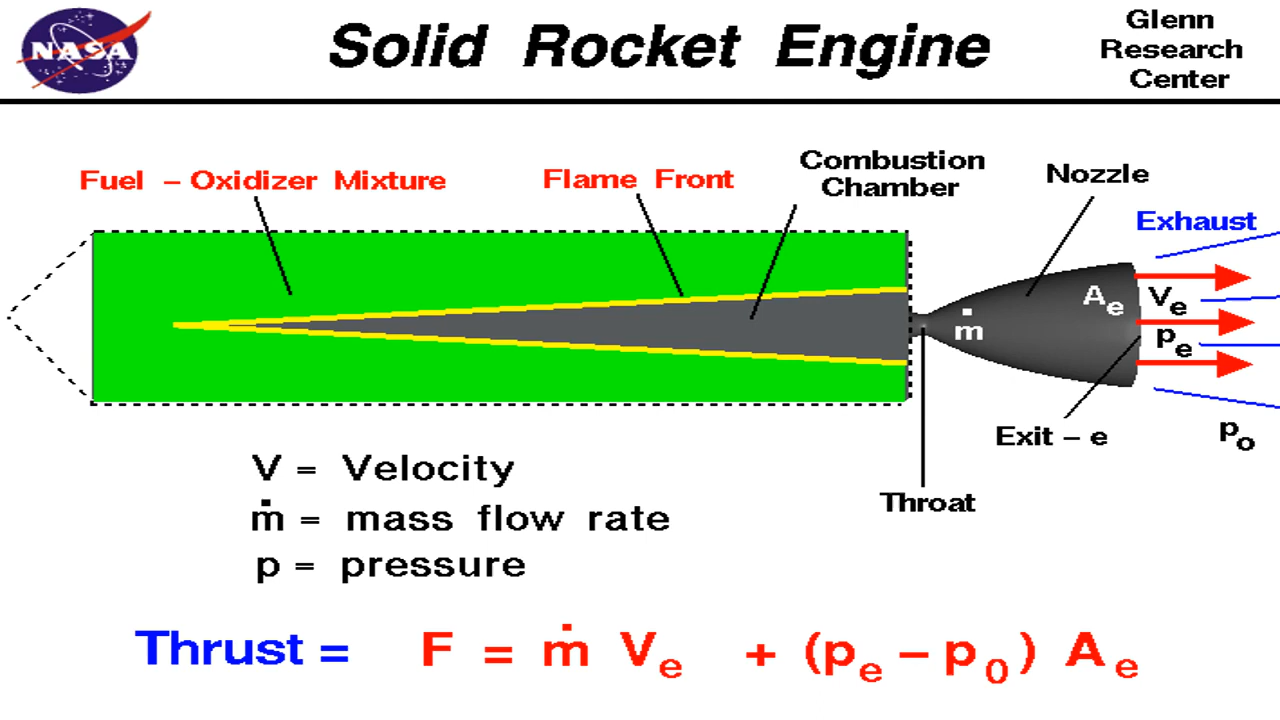 NASA
Solid Rocket Engine
Glenn
Research
Center
Fuel – Oxidizer Mixture
Flame Front
Combustion
Chamber
Nozzle
Exhaust
Aₑ
Vₑ
ṁ
pₑ
Exit – e
pₒ
Throat
V = Velocity
ṁ = mass flow rate
p = pressure
Thrust = F = ṁ Vₑ + (pₑ – p₀) Aₑ